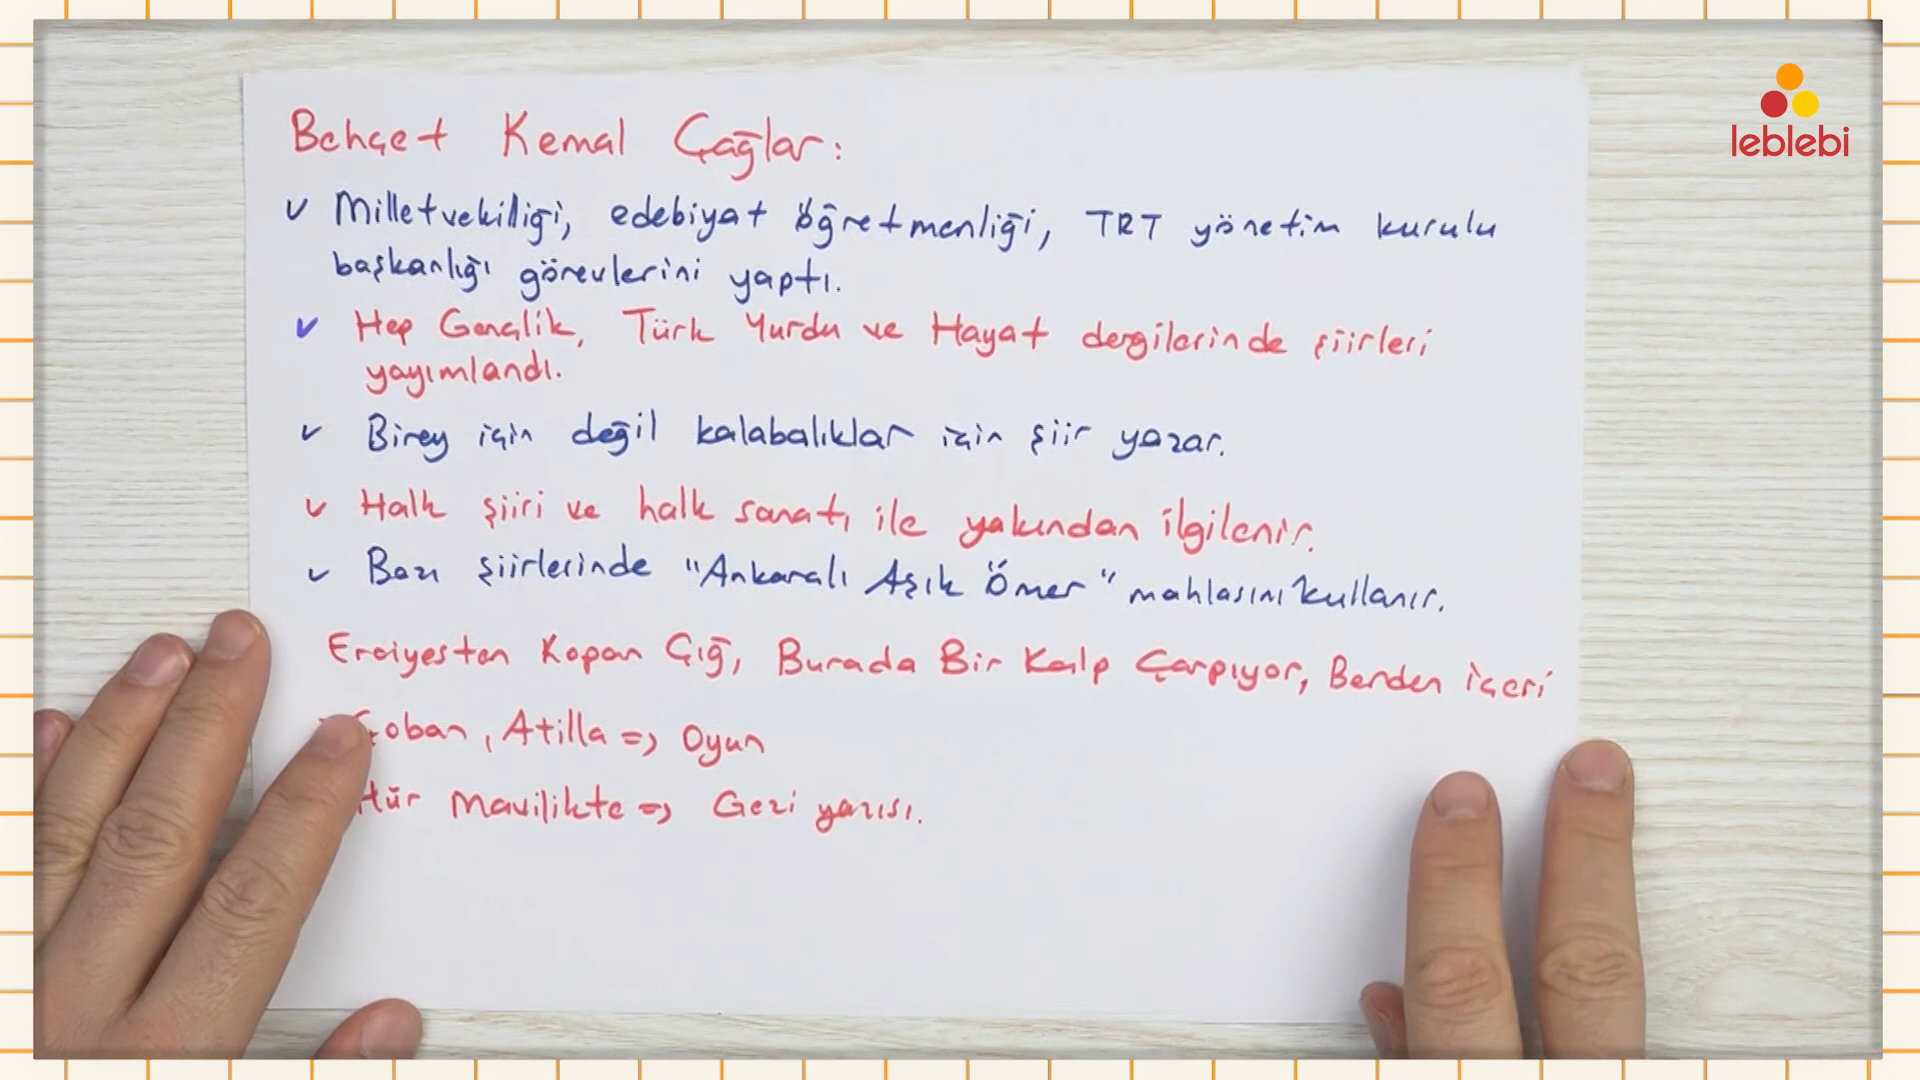 leblebi
Behçet Kemal Çağlar:
✓ Milletvekilliği, edebiyat öğretmenliği, TRT yönetim kurulu
başkanlığı görevlerini yaptı.
✓ Hep Gençlik, Türk Yurdu ve Hayat dergilerinde şiirleri
yayımlandı.
✓ Birey için değil kalabalıklar için şiir yazar.
✓ Halk şiiri ve halk sanatı ile yakından ilgilenir.
✓ Bazı şiirlerinde "Ankaralı Aşık Ömer" mahlasını kullanır.
Erciyesten Kopan Çığ, Burada Bir Kalp Çarpıyor, Benden İçeri
Çoban, Atilla => Oyun
Hür Mavilikte => Gezi yazısı.